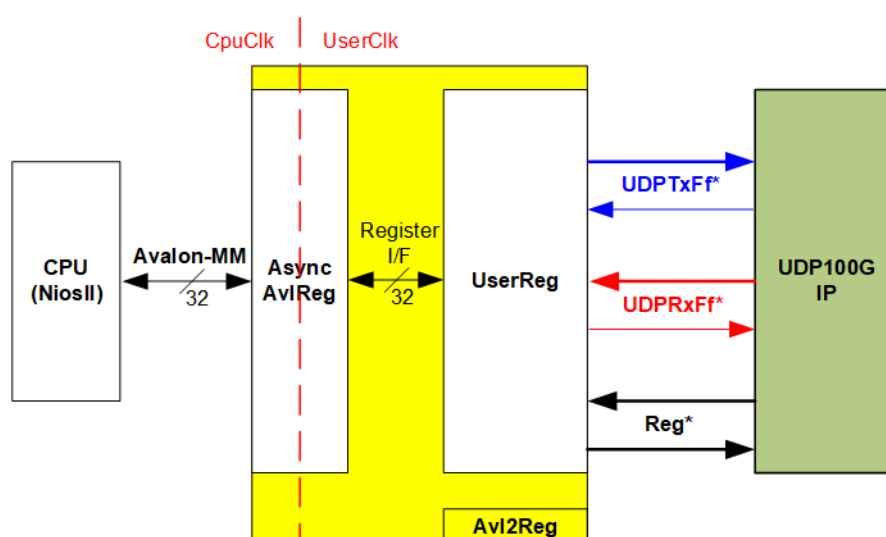 CpuClk UserClk
CPU
(NiosII)
Avalon-MM
32
Async
AvlReg
Register
I/F
32
UserReg
UDPTxFf*
UDPRxFf*
Reg*
UDP100G
IP
Avl2Reg